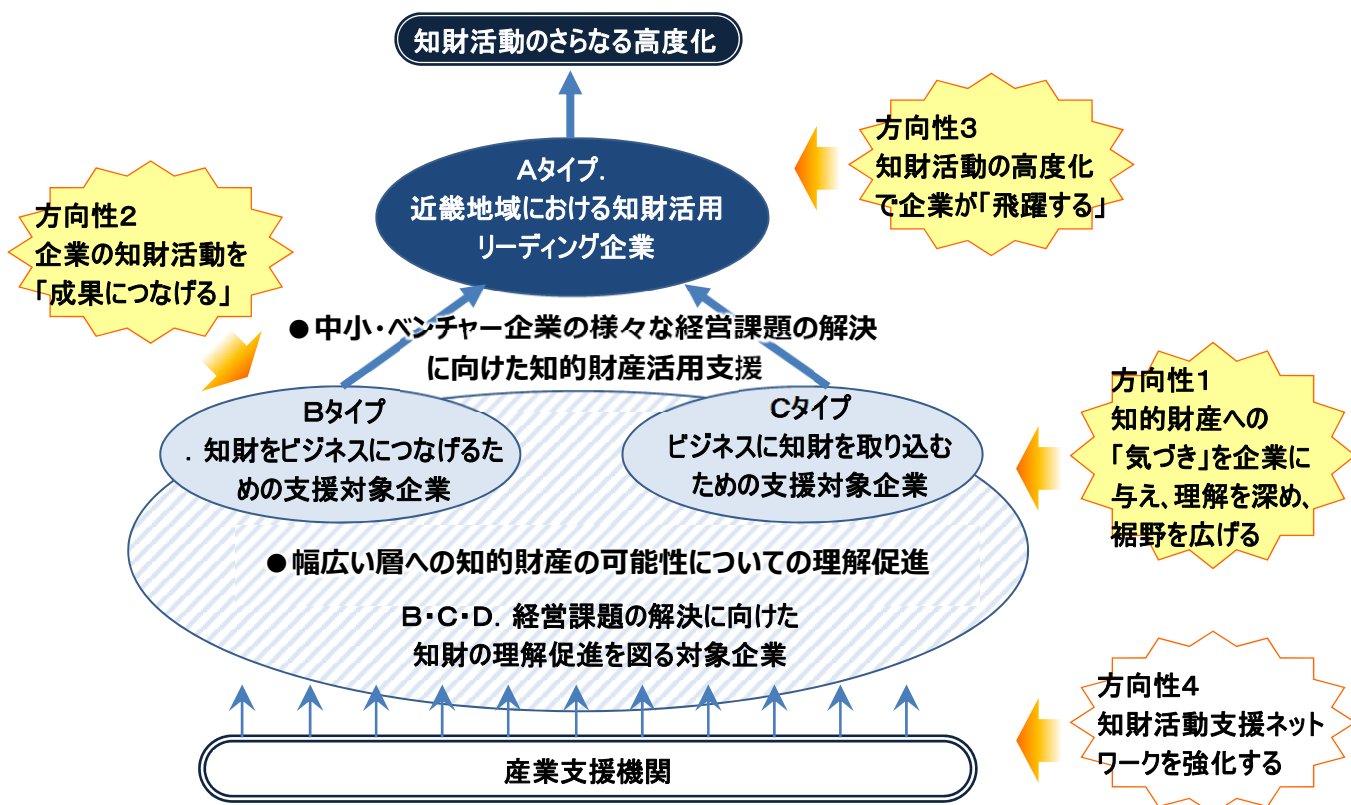 知財活動のさらなる高度化
方向性3
知財活動の高度化
で企業が「飛躍する」
Aタイプ.
近畿地域における知財活用
リーディング企業
方向性2
企業の知財活動を
「成果につなげる」
●中小・ベンチャー企業の様々な経営課題の解決
に向けた知的財産活用支援
Bタイプ
. 知財をビジネスにつなげるた
めの支援対象企業
Cタイプ
ビジネスに知財を取り込む
ための支援対象企業
方向性1
知的財産への
「気づき」を企業に
与え、理解を深め、
裾野を広げる
●幅広い層への知的財産の可能性についての理解促進
B・C・D. 経営課題の解決に向けた
知財の理解促進を図る対象企業
方向性4
知財活動支援ネット
ワークを強化する
産業支援機関